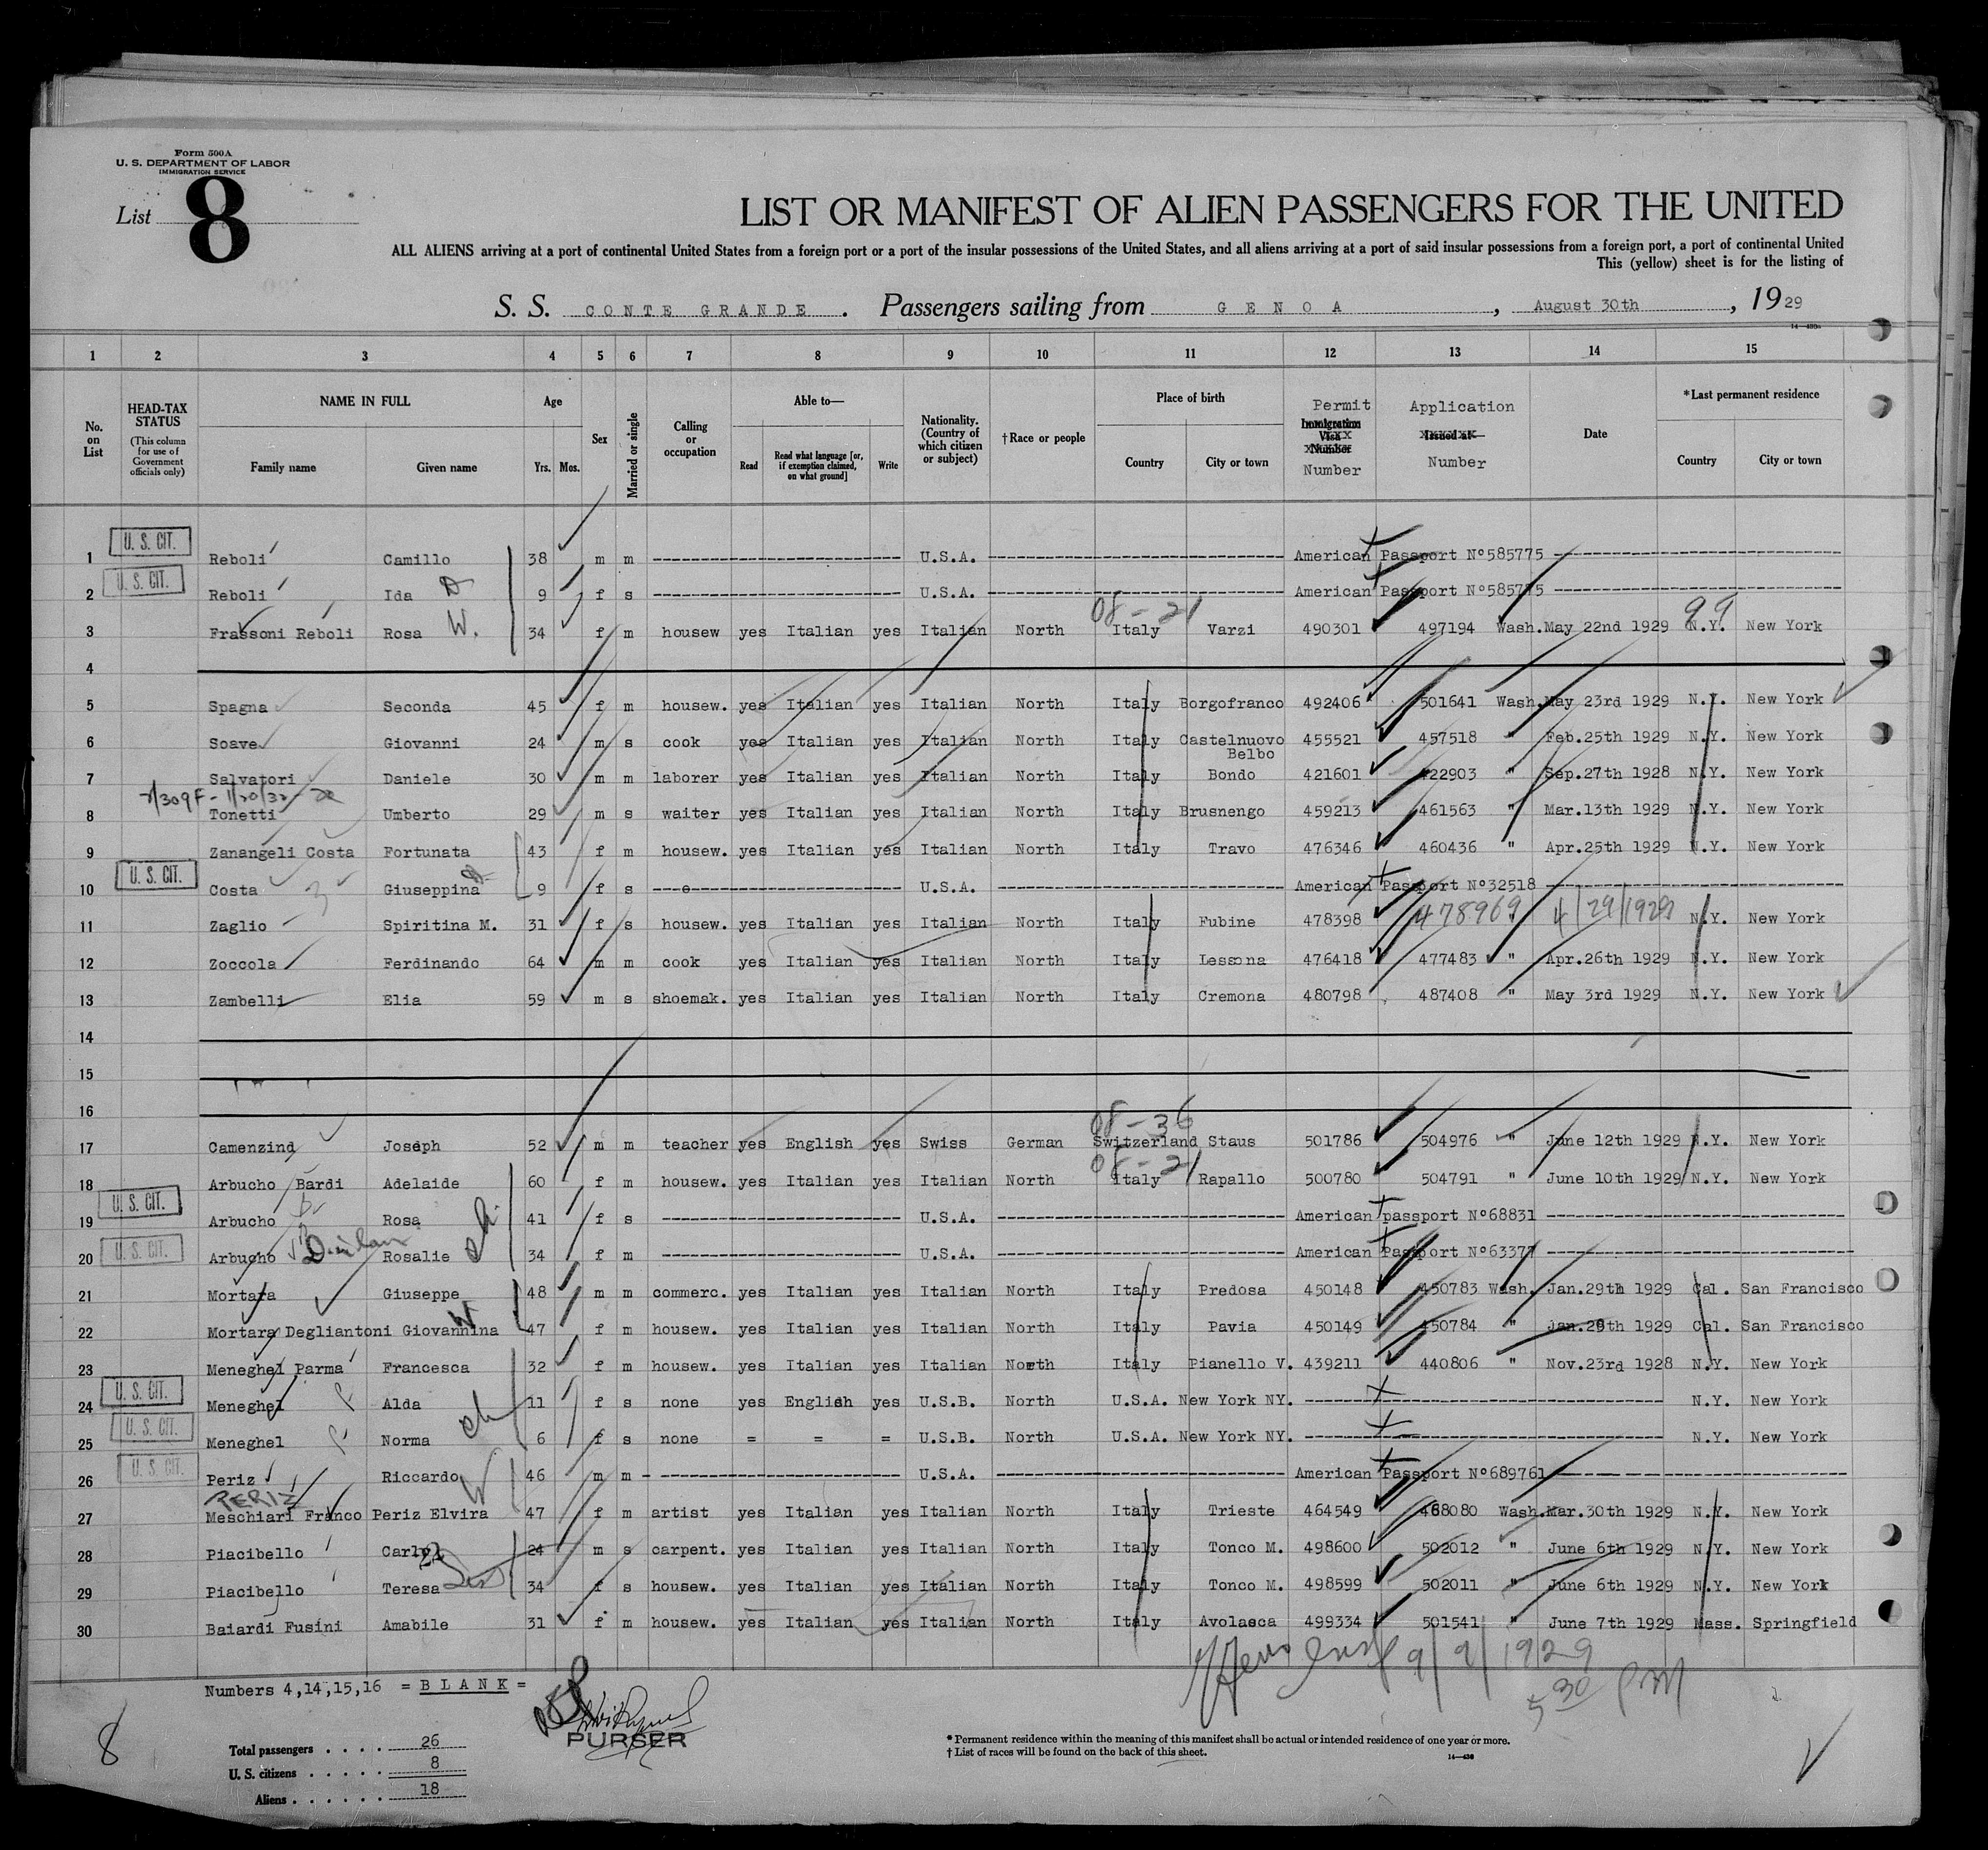 Form 500A
U. S. DEPARTMENT OF LABOR
IMMIGRATION SERVICE
List 8
LIST OR MANIFEST OF ALIEN PASSENGERS FOR THE UNITED
ALL ALIENS arriving at a port of continental United States from a foreign port or a port of the insular possessions of the United States, and all aliens arriving at a port of said insular possessions from a foreign port, a port of continental United
This (yellow) sheet is for the listing of
S. S. CONTE GRANDE . Passengers sailing from GENOA , August 30th , 1929
1 2 3 4 5 6 7 8 9 10 11 12 13 14 15
No. on List
HEAD-TAX STATUS (This column for use of Government officials only)
NAME IN FULL Family name Given name
Age Yrs. Mos.
Sex
Married or single
Calling or occupation
Able to— Read Read what language [or, if exemption claimed, on what ground] Write
Nationality. (Country of which citizen or subject)
†Race or people
Place of birth Country City or town
Permit Immigration Visa Number Number
Application Issued at— Number
Date
*Last permanent residence Country City or town
1 U. S. CIT. Reboli Camillo 38 m m U.S.A. American Passport Nº585775
2 U. S. CIT. Reboli Ida D 9 f s U.S.A. American Passport Nº585775
08-21 99
3 Frassoni Reboli Rosa W. 34 f m housew yes Italian yes Italian North Italy Varzi 490301 497194 Wash. May 22nd 1929 N.Y. New York
4
5 Spagna Seconda 45 f m housew. yes Italian yes Italian North Italy Borgofranco 492406 501641 Wash. May 23rd 1929 N.Y. New York
6 Soave Giovanni 24 m s cook yes Italian yes Italian North Italy Castelnuovo Belbo 455521 457518 " Feb.25th 1929 N.Y. New York
7 Salvatori Daniele 30 m m laborer yes Italian yes Italian North Italy Bondo 421601 422903 " Sep.27th 1928 N.Y. New York
8 Tonetti Umberto 29 m s waiter yes Italian yes Italian North Italy Brusnengo 459213 461563 " Mar.13th 1929 N.Y. New York
9 Zanangeli Costa Fortunata 43 f m housew. yes Italian yes Italian North Italy Travo 476346 460436 " Apr.25th 1929 N.Y. New York
10 U. S. CIT. Costa Giuseppina 9 f s U.S.A. American Passport Nº32518
11 Zaglio Spiritina M. 31 f s housew. yes Italian yes Italian North Italy Fubine 478398 478969 " 4/29/1929 N.Y. New York
12 Zoccola Ferdinando 64 m m cook yes Italian yes Italian North Italy Lessona 476418 477483 " Apr.26th 1929 N.Y. New York
13 Zambelli Elia 59 m s shoemak. yes Italian yes Italian North Italy Cremona 480798 487408 " May 3rd 1929 N.Y. New York
14
15
16
08-36
17 Camenzind Joseph 52 m m teacher yes English yes Swiss German Switzerland Staus 501786 504976 " June 12th 1929 N.Y. New York
08-21
18 Arbucho Bardi Adelaide 60 f m housew. yes Italian yes Italian North Italy Rapallo 500780 504791 " June 10th 1929 N.Y. New York
19 U. S. CIT. Arbucho Rosa 41 f s U.S.A. American passport Nº68831
20 U. S. CIT. Arbucho Rosalie 34 f m U.S.A. American Passport Nº63377
21 Mortara Giuseppe 48 m m commerc. yes Italian yes Italian North Italy Predosa 450148 450783 Wash. Jan.29th 1929 Cal. San Francisco
22 Mortara Degliantoni Giovannina W 47 f m housew. yes Italian yes Italian North Italy Pavia 450149 450784 " Jan.29th 1929 Cal. San Francisco
23 Meneghel Parma Francesca 32 f m housew. yes Italian yes Italian North Italy Pianello V. 439211 440806 " Nov.23rd 1928 N.Y. New York
24 U. S. CIT. Meneghel Alda 11 f s none yes English yes U.S.B. North U.S.A. New York NY. N.Y. New York
25 U. S. CIT. Meneghel Norma ch 6 f s none = = = U.S.B. North U.S.A. New York NY. N.Y. New York
26 U. S. CIT. Periz Riccardo W 46 m m U.S.A. American Passport Nº689761
PERIZ
27 Meschiari Franco Periz Elvira 47 f m artist yes Italian yes Italian North Italy Trieste 464549 468080 Wash. Mar.30th 1929 N.Y. New York
28 Piacibello Carlo 24 m s carpent. yes Italian yes Italian North Italy Tonco M. 498600 502012 " June 6th 1929 N.Y. New York
29 Piacibello Teresa 34 f s housew. yes Italian yes Italian North Italy Tonco M. 498599 502011 " June 6th 1929 N.Y. New York
30 Baiardi Fusini Amabile 31 f m housew. yes Italian yes Italian North Italy Avolasca 499334 501541 " June 7th 1929 Mass. Springfield
9/9/1929
5 30 PM
Numbers 4,14,15,16 = BLANK =
8
PURSER
Total passengers . . . . 26
U. S. citizens . . . . . 8
Aliens . . . . . . 18
*Permanent residence within the meaning of this manifest shall be actual or intended residence of one year or more.
†List of races will be found on the back of this sheet.
14—430